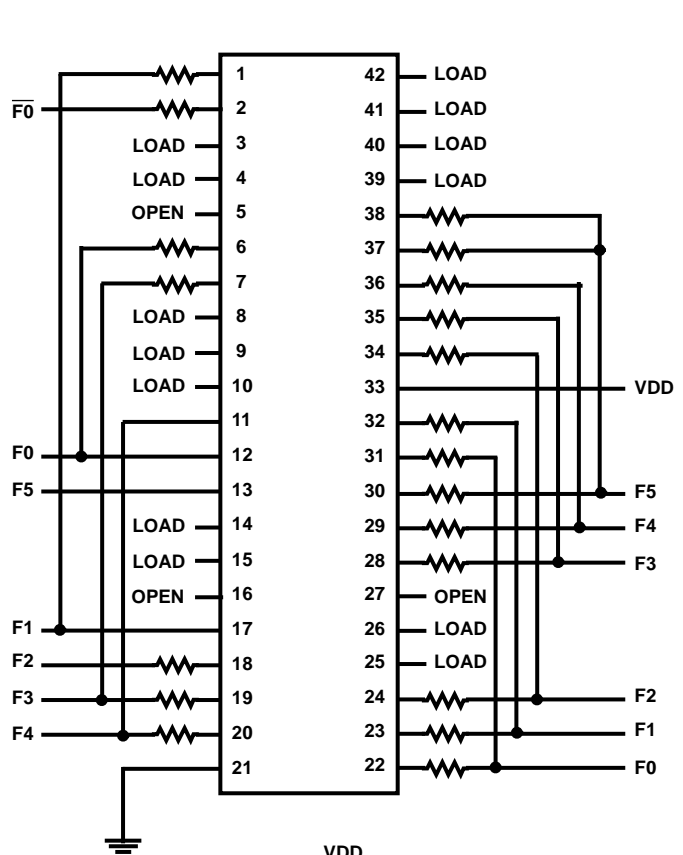 1 42 LOAD
F̅0̅ 2 41 LOAD
LOAD 3 40 LOAD
LOAD 4 39 LOAD
OPEN 5 38
6 37
7 36
LOAD 8 35
LOAD 9 34
LOAD 10 33 VDD
11 32
F0 12 31
F5 13 30 F5
LOAD 14 29 F4
LOAD 15 28 F3
OPEN 16 27 OPEN
F1 17 26 LOAD
F2 18 25 LOAD
F3 19 24 F2
F4 20 23 F1
21 22 F0
VDD